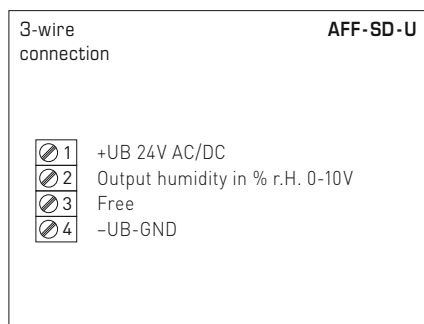 3-wire AFF-SD-U
connection
1 +UB 24V AC/DC
2 Output humidity in % r.H. 0-10V
3 Free
4 –UB-GND